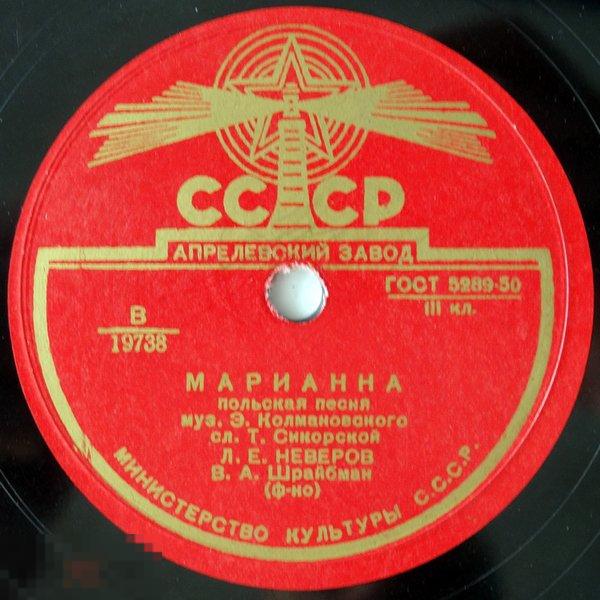 СССР
АПРЕЛЕВСКИЙ ЗАВОД
ГОСТ 5289-50
III кл.
В
19738
МАРИАННА
польская песня
муз. Э. Колмановского
сл. Т. Сикорской
Л. Е. НЕВЕРОВ
В. А. Шрайбман
(ф-но)
МИНИСТЕРСТВО КУЛЬТУРЫ С.С.С.Р.